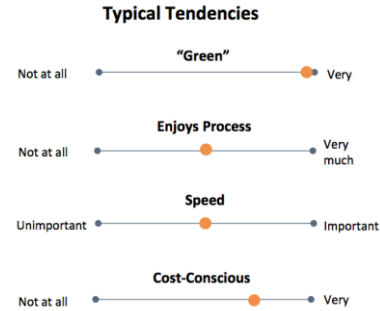 Typical Tendencies
“Green”
Not at all Very
Enjoys Process
Not at all Very much
Speed
Unimportant Important
Cost-Conscious
Not at all Very